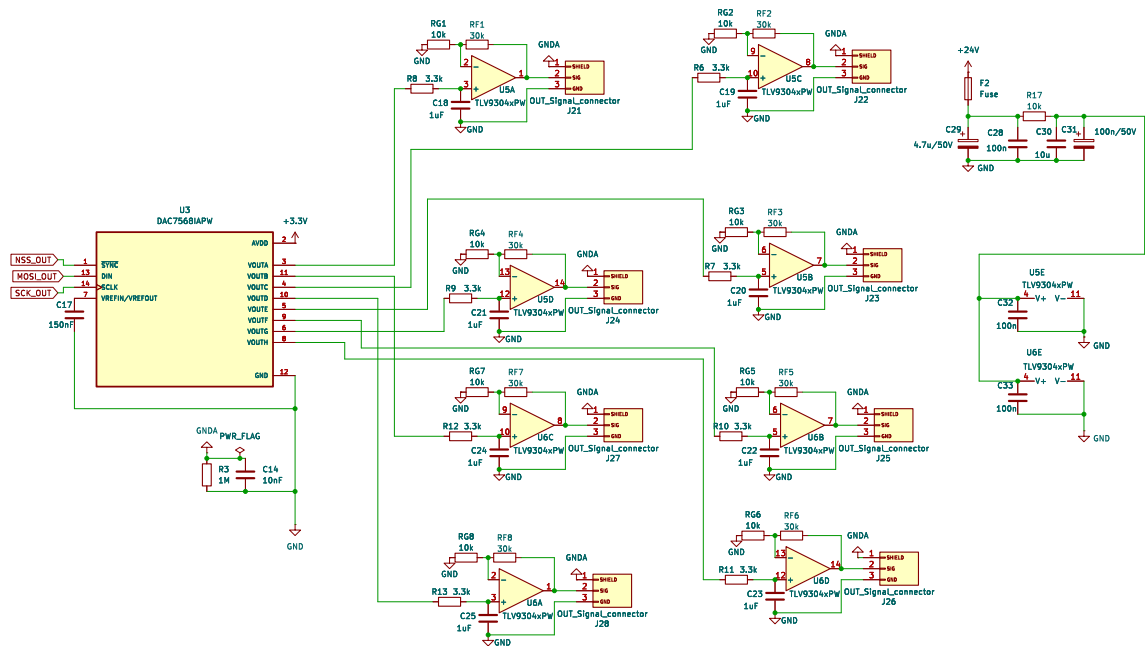 RG1
10k
RF1
30k
GNDA
GND
2
3
1
R8 3.3k
U5A
TLV9304xPW
C18
1uF
GND
1 SHIELD
2 SIG
3 GND
OUT_Signal_connector
J21
RG2
10k
RF2
30k
GNDA
GND
9
10
8
R6 3.3k
U5C
TLV9304xPW
C19
1uF
GND
1 SHIELD
2 SIG
3 GND
OUT_Signal_connector
J22
+24V
F2
Fuse
R17
10k
C29
4.7u/50V
C28
100n
C30
10u
C31
100n/50V
GND
U3
DAC7568IAPW
+3.3V
NSS_OUT
MOSI_OUT
SCK_OUT
1 SYNC
13 DIN
14 SCLK
7 VREFIN/VREFOUT
AVDD 2
VOUTA 3
VOUTB 11
VOUTC 4
VOUTD 10
VOUTE 5
VOUTF 9
VOUTG 6
VOUTH 8
GND 12
C17
150nF
GNDA
PWR_FLAG
R3
1M
C14
10nF
GND
RG4
10k
RF4
30k
GNDA
GND
13
12
14
R9 3.3k
U5D
TLV9304xPW
C21
1uF
GND
1 SHIELD
2 SIG
3 GND
OUT_Signal_connector
J24
RG3
10k
RF3
30k
GNDA
GND
6
5
7
R7 3.3k
U5B
TLV9304xPW
C20
1uF
GND
1 SHIELD
2 SIG
3 GND
OUT_Signal_connector
J23
U5E
TLV9304xPW
4 V+ V- 11
C32
100n
GND
U6E
TLV9304xPW
4 V+ V- 11
C33
100n
GND
RG7
10k
RF7
30k
GNDA
GND
9
10
8
R12 3.3k
U6C
TLV9304xPW
C24
1uF
GND
1 SHIELD
2 SIG
3 GND
OUT_Signal_connector
J27
RG5
10k
RF5
30k
GNDA
GND
6
5
7
R10 3.3k
U6B
TLV9304xPW
C22
1uF
GND
1 SHIELD
2 SIG
3 GND
OUT_Signal_connector
J25
RG8
10k
RF8
30k
GNDA
GND
2
3
1
R13 3.3k
U6A
TLV9304xPW
C25
1uF
GND
1 SHIELD
2 SIG
3 GND
OUT_Signal_connector
J28
RG6
10k
RF6
30k
GNDA
GND
13
12
14
R11 3.3k
U6D
TLV9304xPW
C23
1uF
GND
1 SHIELD
2 SIG
3 GND
OUT_Signal_connector
J26